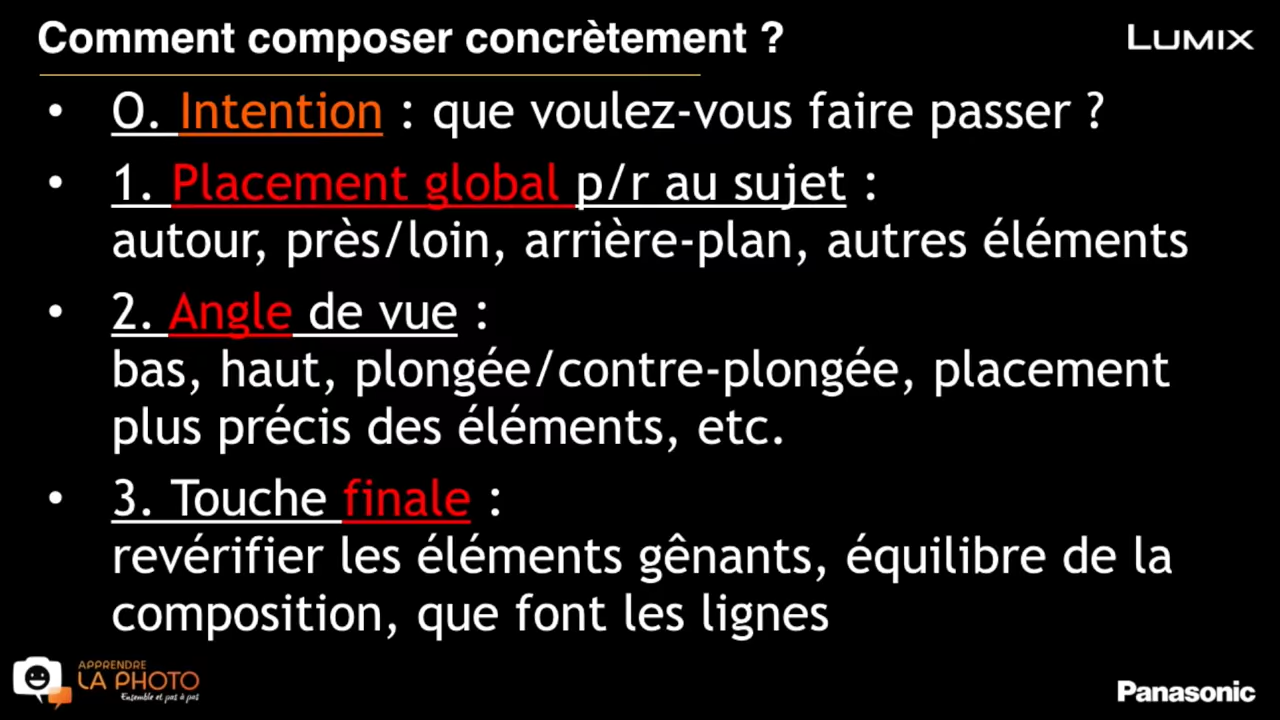 Comment composer concrètement ?
LUMIX
• 0. Intention : que voulez-vous faire passer ?
• 1. Placement global p/r au sujet :
autour, près/loin, arrière-plan, autres éléments
• 2. Angle de vue :
bas, haut, plongée/contre-plongée, placement
plus précis des éléments, etc.
• 3. Touche finale :
revérifier les éléments gênants, équilibre de la
composition, que font les lignes
APPRENDRE
LA PHOTO
Ensemble et pas à pas
Panasonic